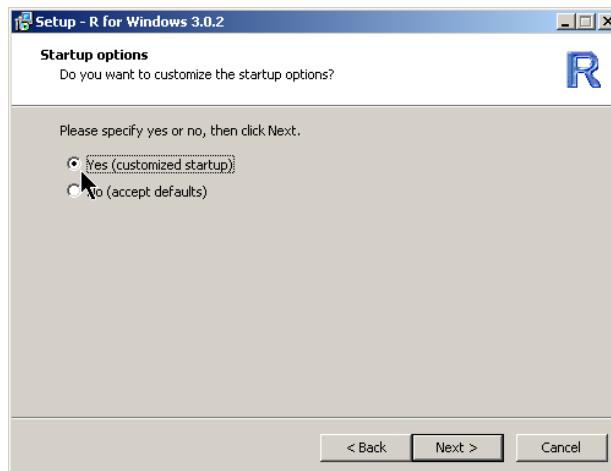 Setup - R for Windows 3.0.2
Startup options
Do you want to customize the startup options?
R
Please specify yes or no, then click Next.
Yes (customized startup)
No (accept defaults)
< Back Next > Cancel